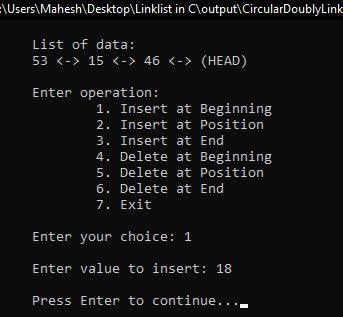 :\Users\Mahesh\Desktop\Linklist in C\output\CircularDoublyLink
List of data:
53 <-> 15 <-> 46 <-> (HEAD)
Enter operation:
1. Insert at Beginning
2. Insert at Position
3. Insert at End
4. Delete at Beginning
5. Delete at Position
6. Delete at End
7. Exit
Enter your choice: 1
Enter value to insert: 18
Press Enter to continue...